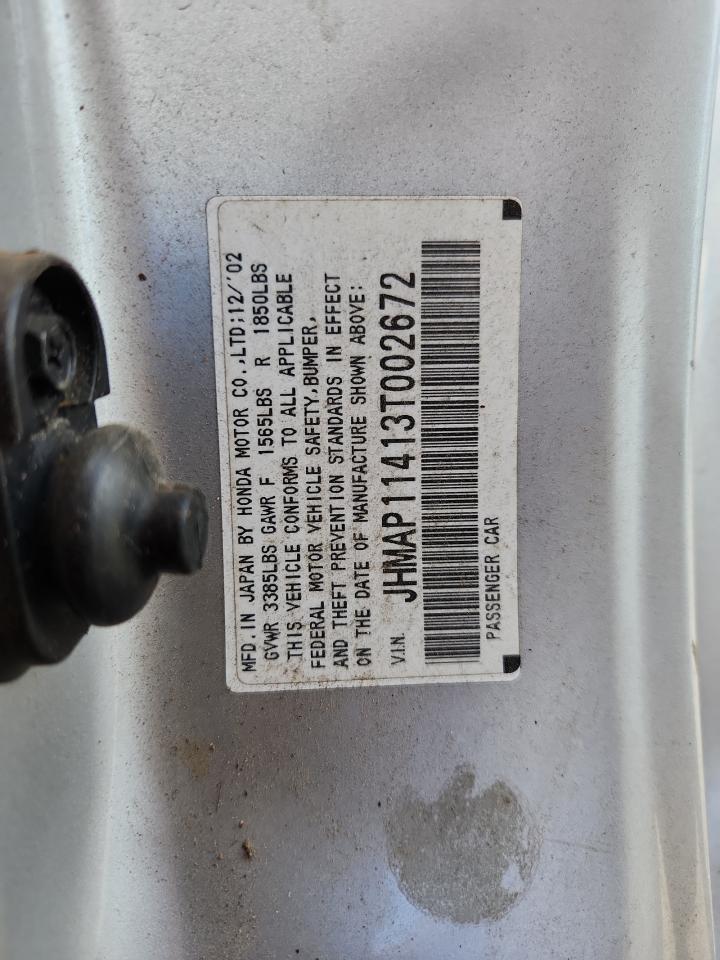 MFD.IN JAPAN BY HONDA MOTOR CO.,LTD;12/'02
GVWR 3385LBS GAWR F 1565LBS R 1850LBS
THIS VEHICLE CONFORMS TO ALL APPLICABLE
FEDERAL MOTOR VEHICLE SAFETY,BUMPER,
AND THEFT PREVENTION STANDARDS IN EFFECT
ON THE DATE OF MANUFACTURE SHOWN ABOVE:
V.I.N. JHMAP11413T002672
PASSENGER CAR